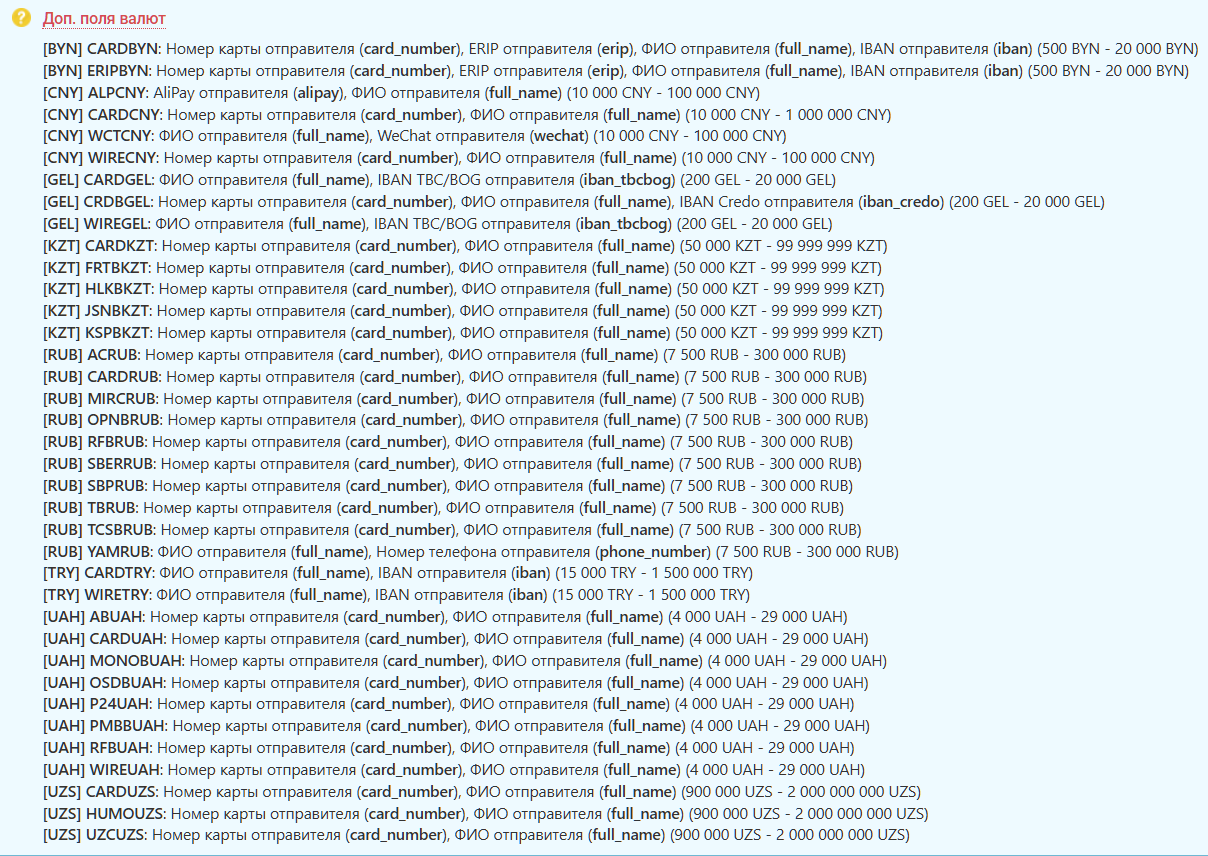 Доп. поля валют
[BYN] CARDBYN: Номер карты отправителя (card_number), ERIP отправителя (erip), ФИО отправителя (full_name), IBAN отправителя (iban) (500 BYN - 20 000 BYN)
[BYN] ERIPBYN: Номер карты отправителя (card_number), ERIP отправителя (erip), ФИО отправителя (full_name), IBAN отправителя (iban) (500 BYN - 20 000 BYN)
[CNY] ALPCNY: AliPay отправителя (alipay), ФИО отправителя (full_name) (10 000 CNY - 100 000 CNY)
[CNY] CARDCNY: Номер карты отправителя (card_number), ФИО отправителя (full_name) (10 000 CNY - 1 000 000 CNY)
[CNY] WCTCNY: ФИО отправителя (full_name), WeChat отправителя (wechat) (10 000 CNY - 100 000 CNY)
[CNY] WIRECNY: Номер карты отправителя (card_number), ФИО отправителя (full_name) (10 000 CNY - 100 000 CNY)
[GEL] CARDGEL: ФИО отправителя (full_name), IBAN TBC/BOG отправителя (iban_tbcbog) (200 GEL - 20 000 GEL)
[GEL] CRDBGEL: Номер карты отправителя (card_number), ФИО отправителя (full_name), IBAN Credo отправителя (iban_credo) (200 GEL - 20 000 GEL)
[GEL] WIREGEL: ФИО отправителя (full_name), IBAN TBC/BOG отправителя (iban_tbcbog) (200 GEL - 20 000 GEL)
[KZT] CARDKZT: Номер карты отправителя (card_number), ФИО отправителя (full_name) (50 000 KZT - 99 999 999 KZT)
[KZT] FRTBKZT: Номер карты отправителя (card_number), ФИО отправителя (full_name) (50 000 KZT - 99 999 999 KZT)
[KZT] HLKBKZT: Номер карты отправителя (card_number), ФИО отправителя (full_name) (50 000 KZT - 99 999 999 KZT)
[KZT] JSNBKZT: Номер карты отправителя (card_number), ФИО отправителя (full_name) (50 000 KZT - 99 999 999 KZT)
[KZT] KSPBKZT: Номер карты отправителя (card_number), ФИО отправителя (full_name) (50 000 KZT - 99 999 999 KZT)
[RUB] ACRUB: Номер карты отправителя (card_number), ФИО отправителя (full_name) (7 500 RUB - 300 000 RUB)
[RUB] CARDRUB: Номер карты отправителя (card_number), ФИО отправителя (full_name) (7 500 RUB - 300 000 RUB)
[RUB] MIRCRUB: Номер карты отправителя (card_number), ФИО отправителя (full_name) (7 500 RUB - 300 000 RUB)
[RUB] OPNBRUB: Номер карты отправителя (card_number), ФИО отправителя (full_name) (7 500 RUB - 300 000 RUB)
[RUB] RFBRUB: Номер карты отправителя (card_number), ФИО отправителя (full_name) (7 500 RUB - 300 000 RUB)
[RUB] SBERRUB: Номер карты отправителя (card_number), ФИО отправителя (full_name) (7 500 RUB - 300 000 RUB)
[RUB] SBPRUB: Номер карты отправителя (card_number), ФИО отправителя (full_name) (7 500 RUB - 300 000 RUB)
[RUB] TBRUB: Номер карты отправителя (card_number), ФИО отправителя (full_name) (7 500 RUB - 300 000 RUB)
[RUB] TCSBRUB: Номер карты отправителя (card_number), ФИО отправителя (full_name) (7 500 RUB - 300 000 RUB)
[RUB] YAMRUB: ФИО отправителя (full_name), Номер телефона отправителя (phone_number) (7 500 RUB - 300 000 RUB)
[TRY] CARDTRY: ФИО отправителя (full_name), IBAN отправителя (iban) (15 000 TRY - 1 500 000 TRY)
[TRY] WIRETRY: ФИО отправителя (full_name), IBAN отправителя (iban) (15 000 TRY - 1 500 000 TRY)
[UAH] ABUAH: Номер карты отправителя (card_number), ФИО отправителя (full_name) (4 000 UAH - 29 000 UAH)
[UAH] CARDUAH: Номер карты отправителя (card_number), ФИО отправителя (full_name) (4 000 UAH - 29 000 UAH)
[UAH] MONOBUAH: Номер карты отправителя (card_number), ФИО отправителя (full_name) (4 000 UAH - 29 000 UAH)
[UAH] OSDBUAH: Номер карты отправителя (card_number), ФИО отправителя (full_name) (4 000 UAH - 29 000 UAH)
[UAH] P24UAH: Номер карты отправителя (card_number), ФИО отправителя (full_name) (4 000 UAH - 29 000 UAH)
[UAH] PMBBUAH: Номер карты отправителя (card_number), ФИО отправителя (full_name) (4 000 UAH - 29 000 UAH)
[UAH] RFBUAH: Номер карты отправителя (card_number), ФИО отправителя (full_name) (4 000 UAH - 29 000 UAH)
[UAH] WIREUAH: Номер карты отправителя (card_number), ФИО отправителя (full_name) (4 000 UAH - 29 000 UAH)
[UZS] CARDUZS: Номер карты отправителя (card_number), ФИО отправителя (full_name) (900 000 UZS - 2 000 000 000 UZS)
[UZS] HUMOUZS: Номер карты отправителя (card_number), ФИО отправителя (full_name) (900 000 UZS - 2 000 000 000 UZS)
[UZS] UZCUZS: Номер карты отправителя (card_number), ФИО отправителя (full_name) (900 000 UZS - 2 000 000 000 UZS)